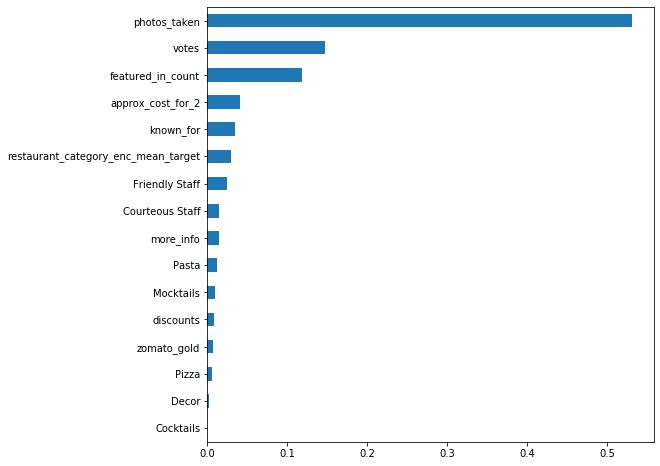 photos_taken
votes
featured_in_count
approx_cost_for_2
known_for
restaurant_category_enc_mean_target
Friendly Staff
Courteous Staff
more_info
Pasta
Mocktails
discounts
zomato_gold
Pizza
Decor
Cocktails
0.0 0.1 0.2 0.3 0.4 0.5